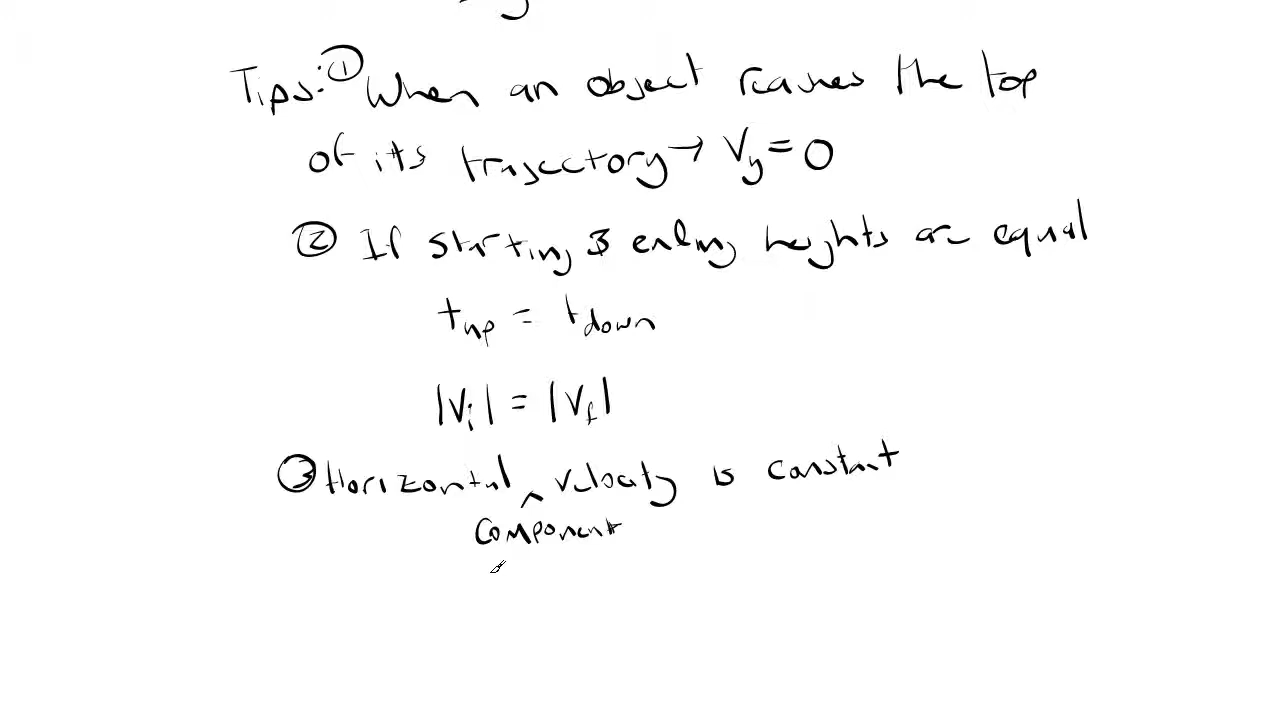 Tips: ① When an object reaches the top
of its trajectory → Vy = 0
② If starting & ending heights are equal
tup = tdown
|Vi| = |Vf|
③ Horizontal ^ velocity is constant
component